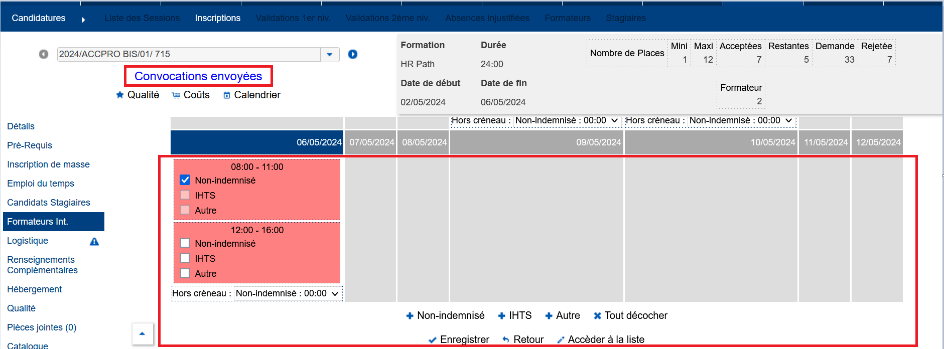 Candidatures Liste des Sessions Inscriptions Validations 1er niv. Validations 2ème niv. Absences injustifiées Formateurs Stagiaires
2024/ACCPRO BIS/01/ 715
Convocations envoyées
Qualité Coûts Calendrier
Formation Durée
HR Path 24:00
Date de début Date de fin
02/05/2024 06/05/2024
Mini Maxi Acceptées Restantes Demande Rejetée
Nombre de Places 1 12 7 5 33 7
Formateur
2
Détails
Pré-Requis
Inscription de masse
Emploi du temps
Candidats Stagiaires
Formateurs Int.
Logistique
Renseignements
Complémentaires
Hébergement
Qualité
Pièces jointes (0)
Catalogue
Hors créneau : Non-indemnisé : 00:00 Hors créneau : Non-indemnisé : 00:00
06/05/2024 07/05/2024 08/05/2024 09/05/2024 10/05/2024 11/05/2024 12/05/2024
08:00 - 11:00
Non-indemnisé
IHTS
Autre
12:00 - 16:00
Non-indemnisé
IHTS
Autre
Hors créneau : Non-indemnisé : 00:00
Non-indemnisé IHTS Autre Tout décocher
Enregistrer Retour Accèder à la liste